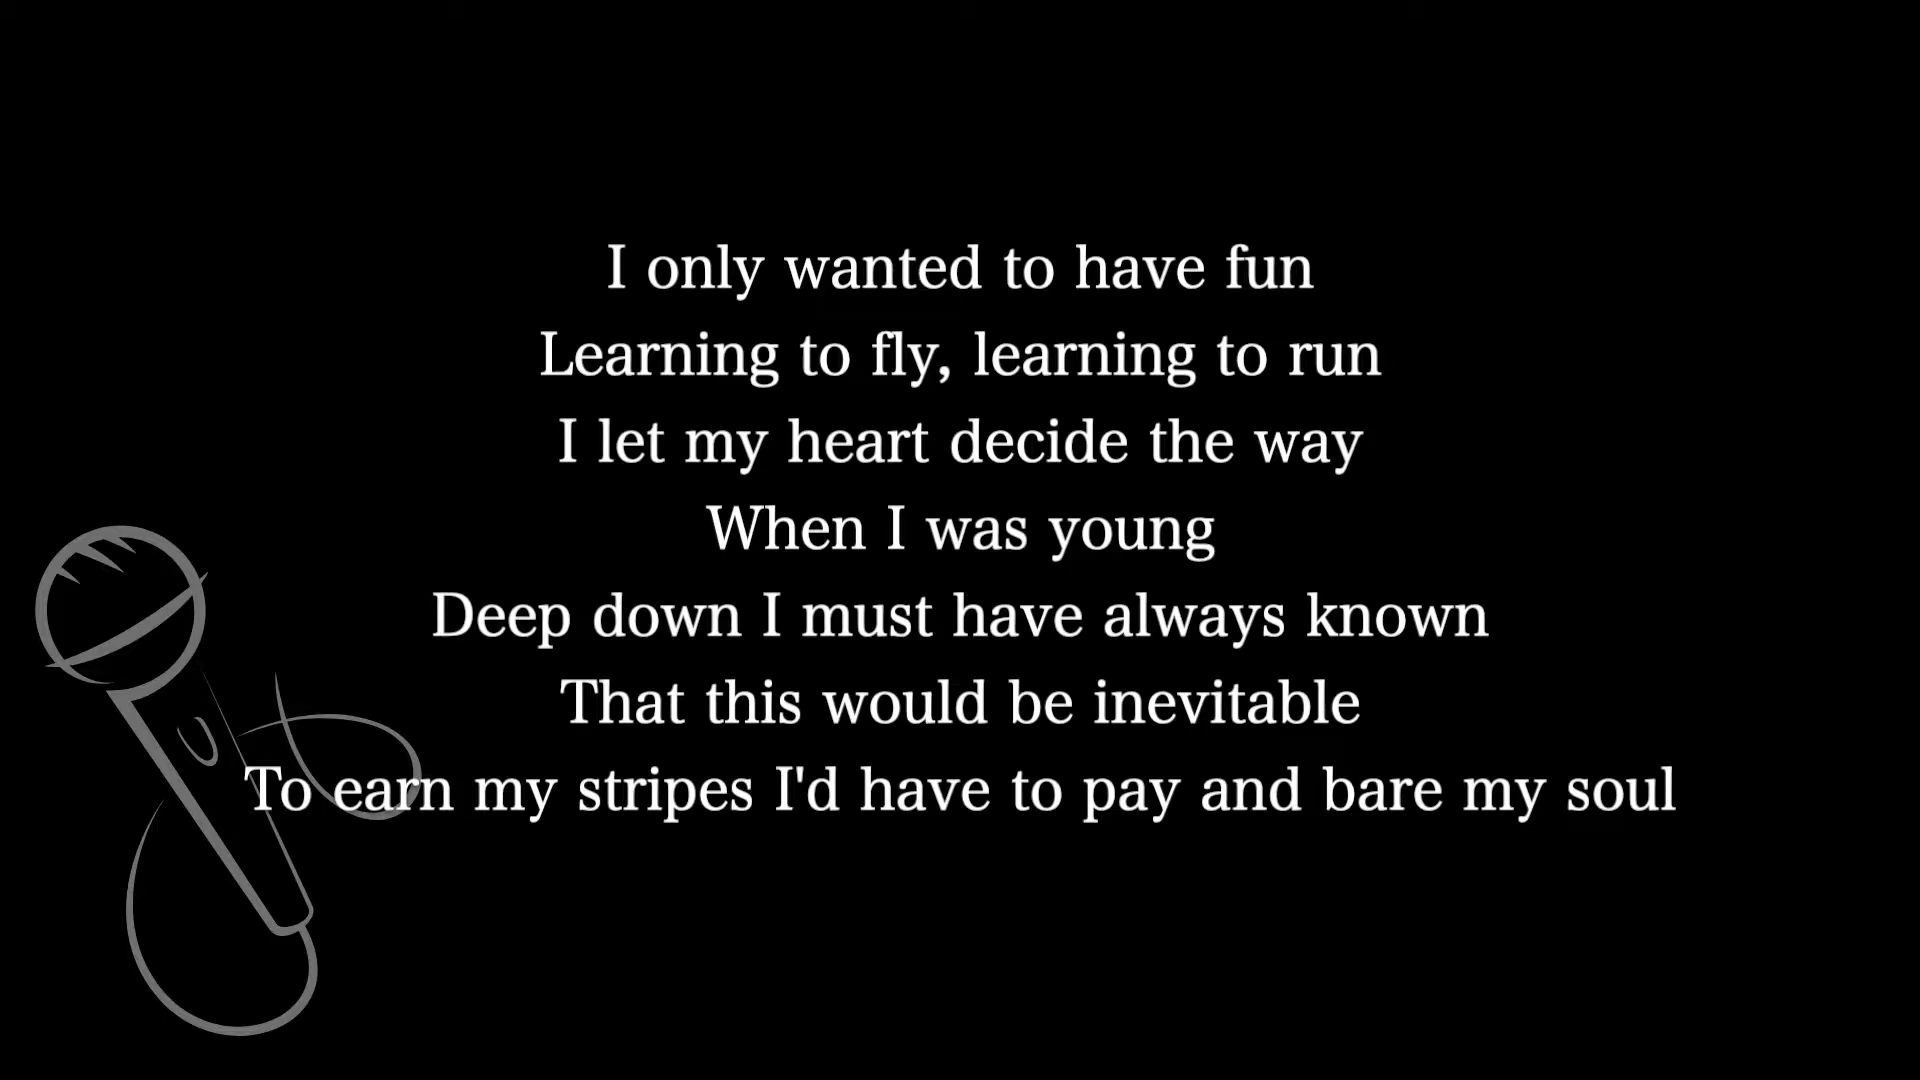 I only wanted to have fun
Learning to fly, learning to run
I let my heart decide the way
When I was young
Deep down I must have always known
That this would be inevitable
To earn my stripes I'd have to pay and bare my soul